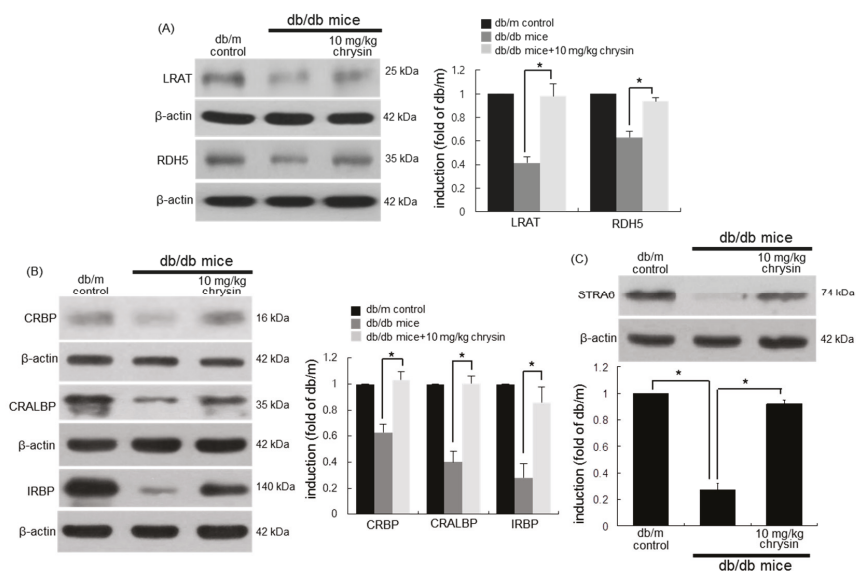 (A)
db/db mice
db/m
control
10 mg/kg
chrysin
LRAT
25 kDa
β-actin
42 kDa
RDH5
35 kDa
β-actin
42 kDa
db/m control
db/db mice
db/db mice+10 mg/kg chrysin
induction (fold of db/m)
1.2
1
0.8
0.6
0.4
0.2
0
*
*
LRAT
RDH5
(B)
db/db mice
db/m
control
10 mg/kg
chrysin
CRBP
16 kDa
β-actin
42 kDa
CRALBP
35 kDa
β-actin
42 kDa
IRBP
140 kDa
β-actin
42 kDa
db/m control
db/db mice
db/db mice+10 mg/kg chrysin
induction (fold of db/m)
1.2
1
0.8
0.6
0.4
0.2
0
*
*
*
CRBP
CRALBP
IRBP
(C)
db/db mice
db/m
control
10 mg/kg
chrysin
STRA6
74 kDa
β-actin
42 kDa
induction (fold of db/m)
1.2
1
0.8
0.6
0.4
0.2
0
*
*
db/m
control
10 mg/kg
chrysin
db/db mice